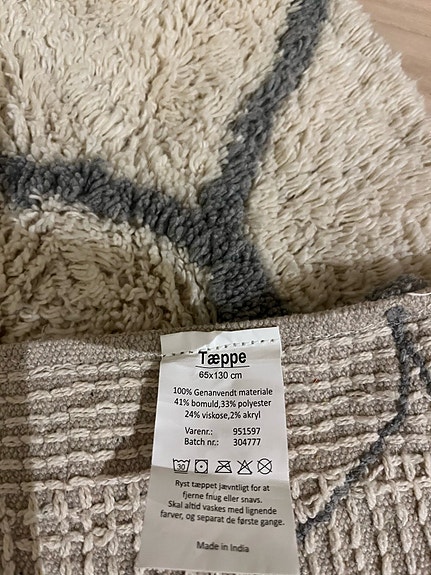 Tæppe
65x130 cm
100% Genanvendt materiale
41% bomuld,33% polyester
24% viskose,2% akryl
Varenr.: 951597
Batch nr.: 304777
30
Ryst tæppet jævntligt for at
fjerne fnug eller snavs.
Skal altid vaskes med lignende
farver, og separat de første gange.
Made in India